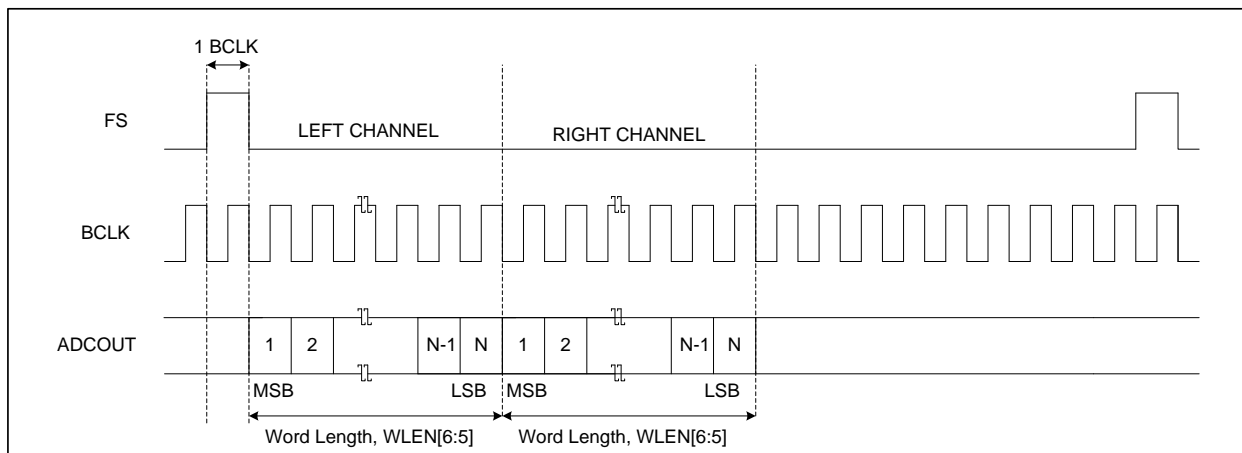 1 BCLK
FS
LEFT CHANNEL
RIGHT CHANNEL
BCLK
ADCOUT
1 2 N-1 N 1 2 N-1 N
MSB LSB MSB LSB
Word Length, WLEN[6:5] Word Length, WLEN[6:5]